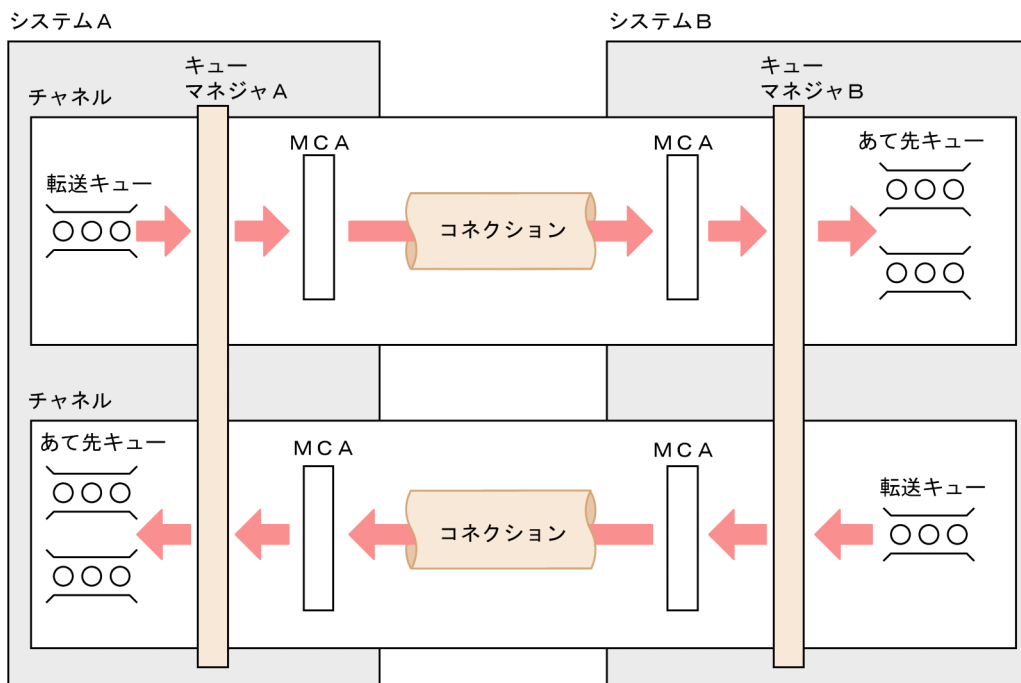 システムA
システムB
キュー
マネジャA
キュー
マネジャB
チャネル
MCA
MCA
あて先キュー
転送キュー
コネクション
チャネル
あて先キュー
MCA
MCA
転送キュー
コネクション